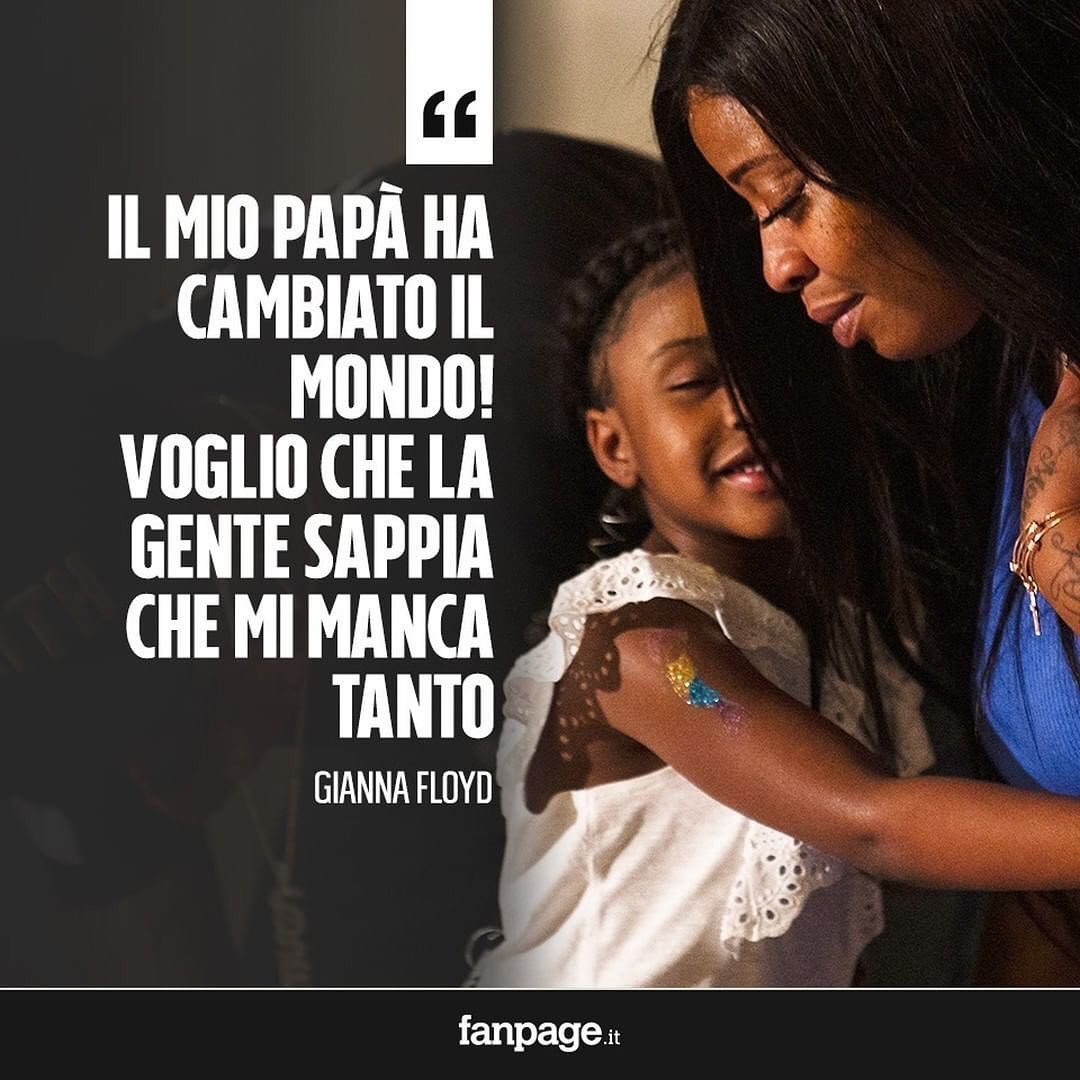 “
IL MIO PAPÀ HA
CAMBIATO IL
MONDO!
VOGLIO CHE LA
GENTE SAPPIA
CHE MI MANCA
TANTO
GIANNA FLOYD
fanpage.it